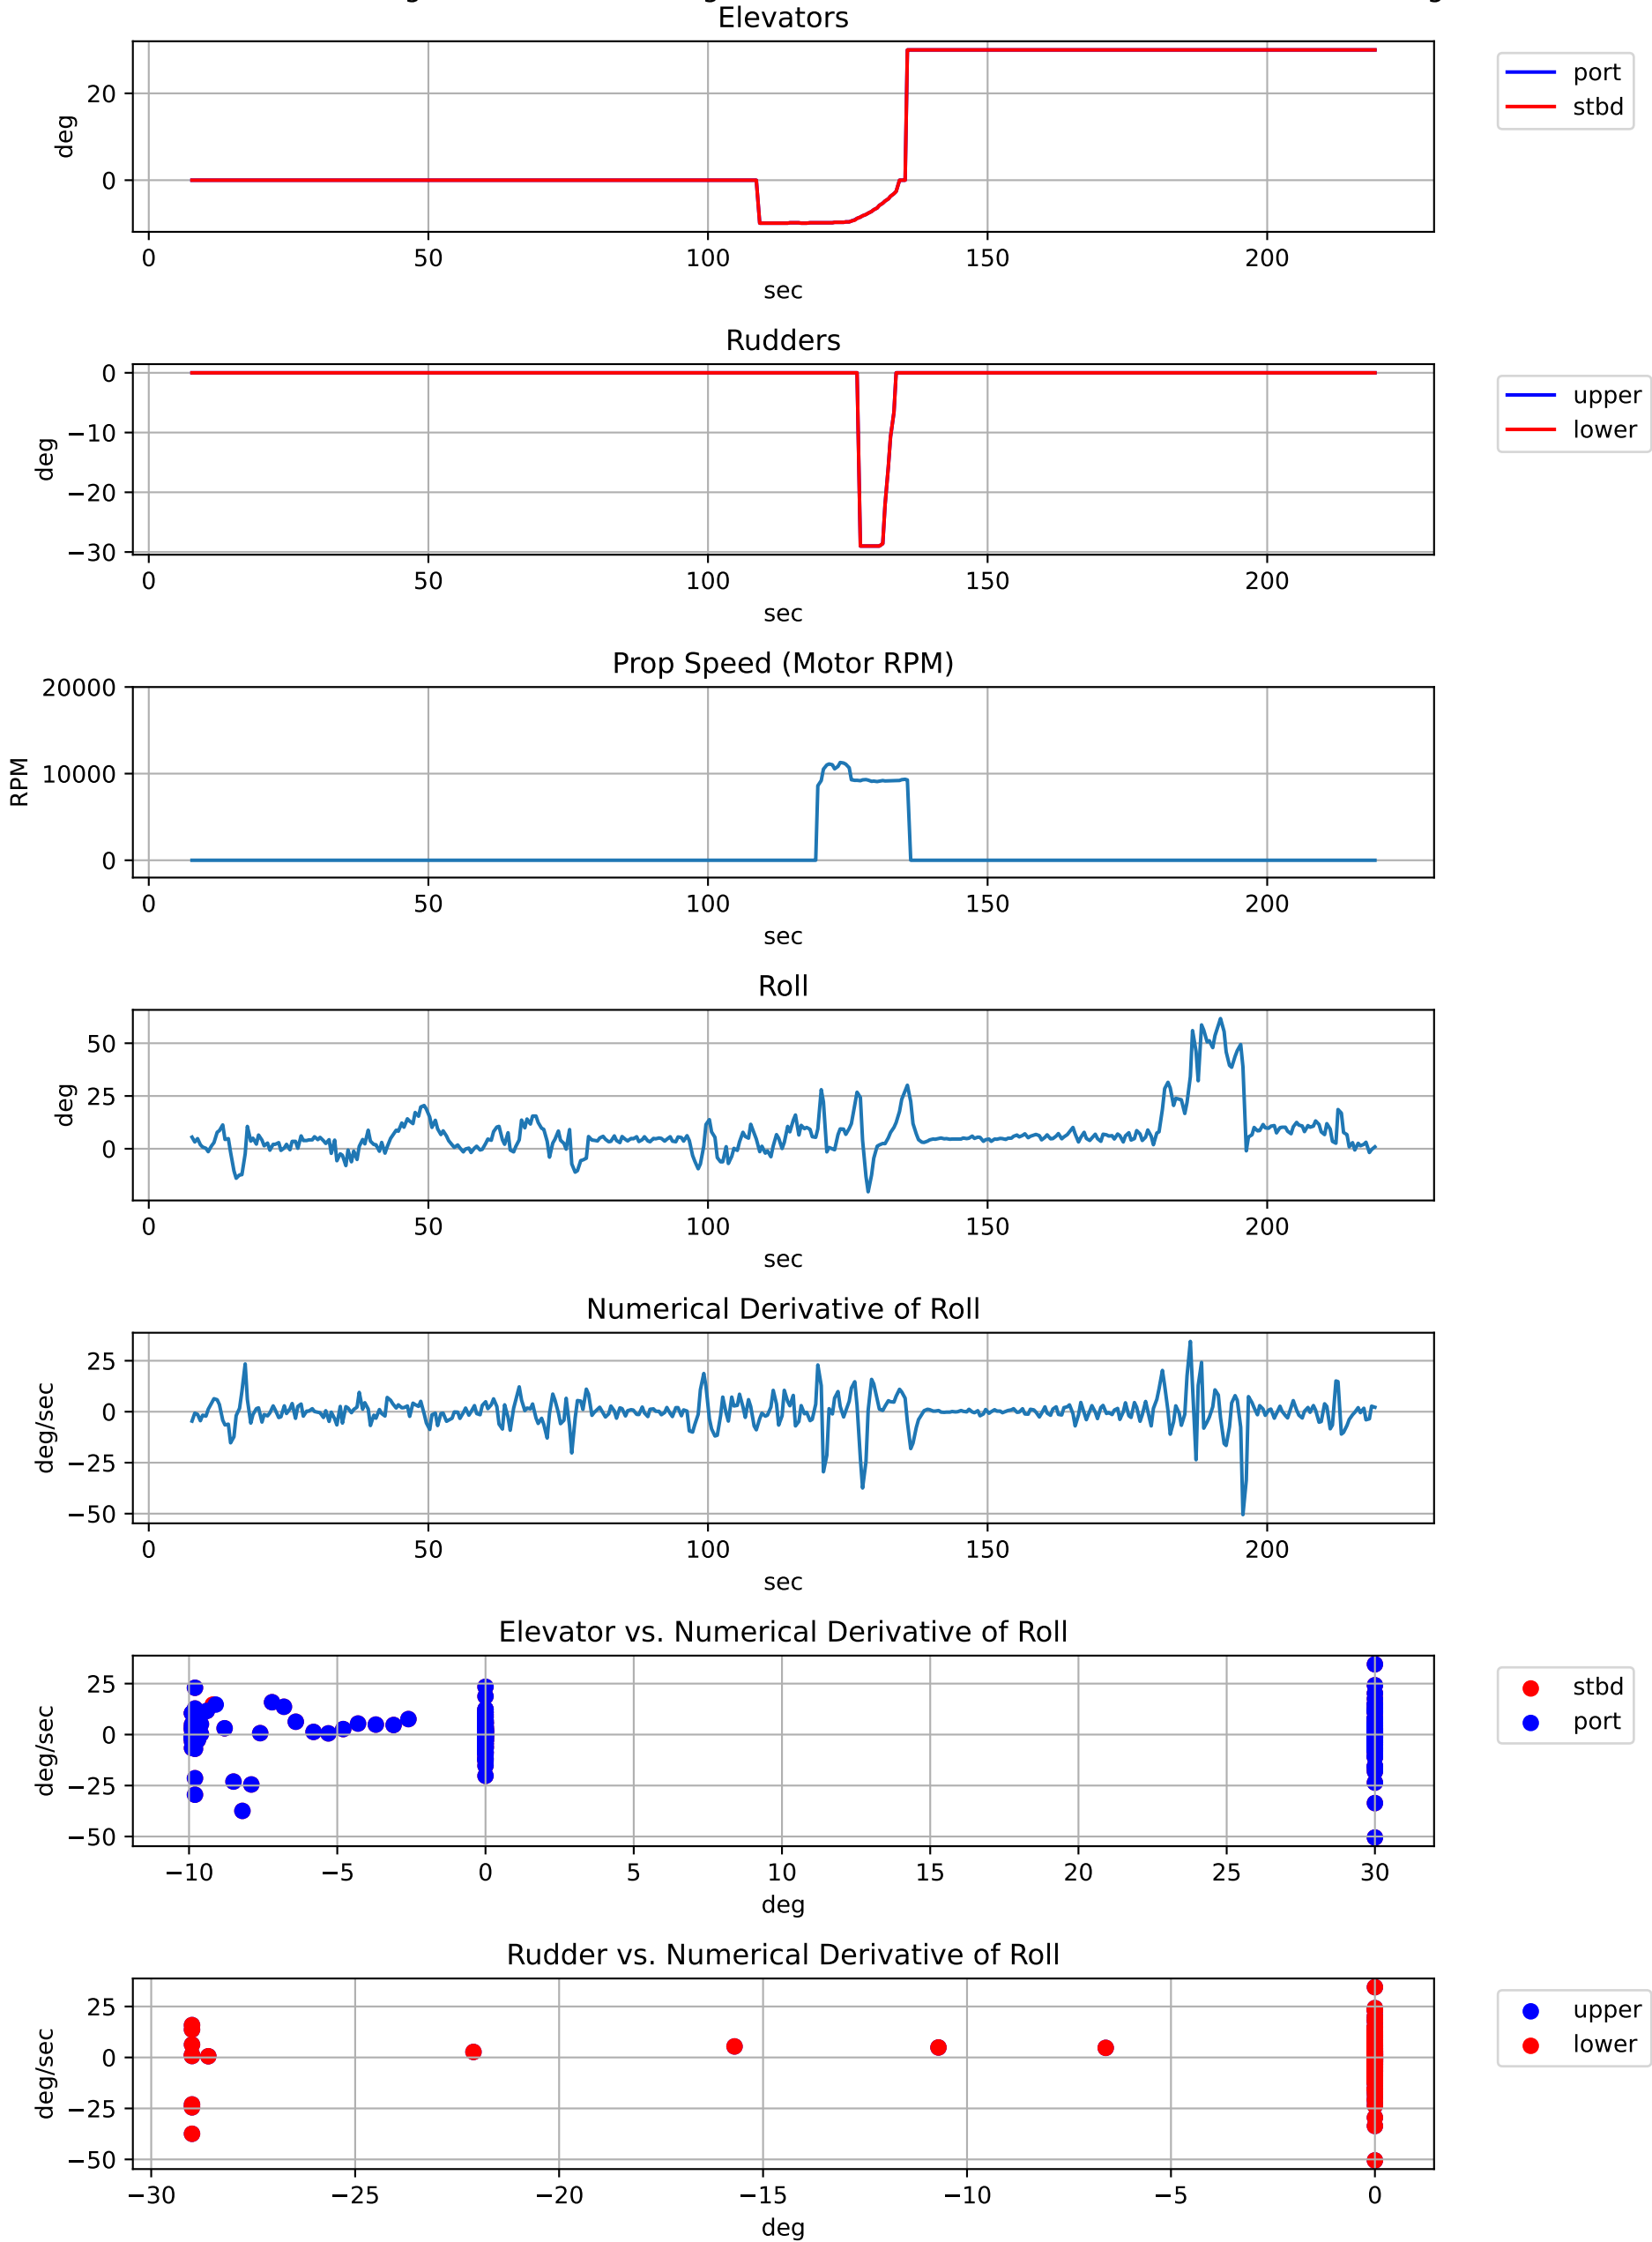 Elevators
port
stbd
20
0
deg
0 50 100 150 200
sec
Rudders
upper
lower
0
−10
−20
−30
deg
0 50 100 150 200
sec
Prop Speed (Motor RPM)
20000
10000
0
RPM
0 50 100 150 200
sec
Roll
50
25
0
deg
0 50 100 150 200
sec
Numerical Derivative of Roll
25
0
−25
−50
deg/sec
0 50 100 150 200
sec
Elevator vs. Numerical Derivative of Roll
stbd
port
25
0
−25
−50
deg/sec
−10 −5 0 5 10 15 20 25 30
deg
Rudder vs. Numerical Derivative of Roll
upper
lower
25
0
−25
−50
deg/sec
−30 −25 −20 −15 −10 −5 0
deg